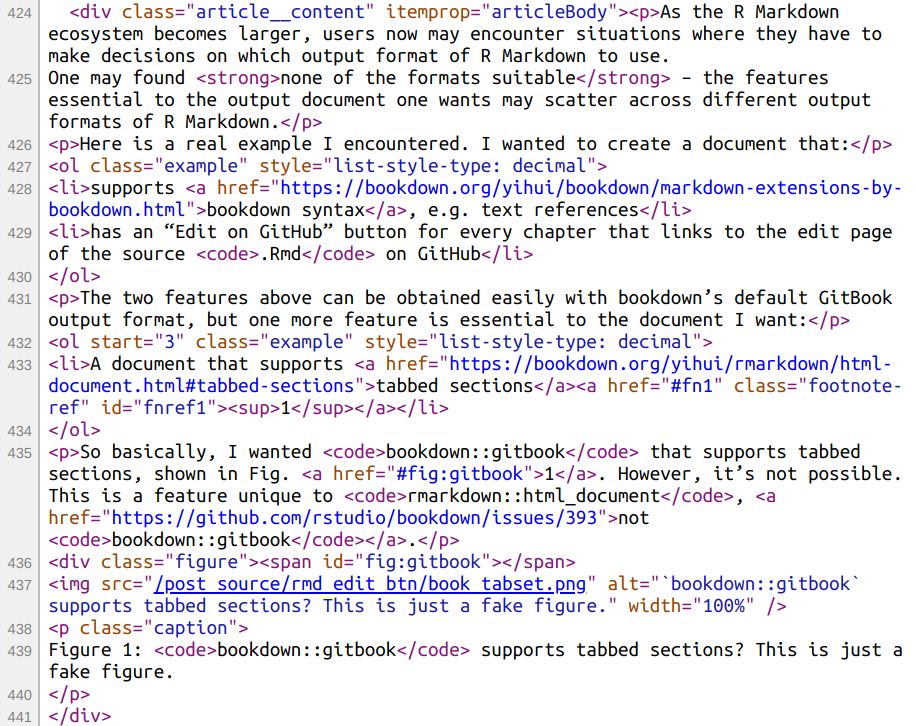 424   <div class="article__content" itemprop="articleBody"><p>As the R Markdown
ecosystem becomes larger, users now may encounter situations where they have to
make decisions on which output format of R Markdown to use.
425 One may found <strong>none of the formats suitable</strong> – the features
essential to the output document one wants may scatter across different output
formats of R Markdown.</p>
426 <p>Here is a real example I encountered. I wanted to create a document that:</p>
427 <ol class="example" style="list-style-type: decimal">
428 <li>supports <a href="https://bookdown.org/yihui/bookdown/markdown-extensions-by-
bookdown.html">bookdown syntax</a>, e.g. text references</li>
429 <li>has an “Edit on GitHub” button for every chapter that links to the edit page
of the source <code>.Rmd</code> on GitHub</li>
430 </ol>
431 <p>The two features above can be obtained easily with bookdown’s default GitBook
output format, but one more feature is essential to the document I want:</p>
432 <ol start="3" class="example" style="list-style-type: decimal">
433 <li>A document that supports <a href="https://bookdown.org/yihui/rmarkdown/html-
document.html#tabbed-sections">tabbed sections</a><a href="#fn1" class="footnote-
ref" id="fnref1"><sup>1</sup></a></li>
434 </ol>
435 <p>So basically, I wanted <code>bookdown::gitbook</code> that supports tabbed
sections, shown in Fig. <a href="#fig:gitbook">1</a>. However, it’s not possible.
This is a feature unique to <code>rmarkdown::html_document</code>, <a
href="https://github.com/rstudio/bookdown/issues/393">not
<code>bookdown::gitbook</code></a>.</p>
436 <div class="figure"><span id="fig:gitbook"></span>
437 <img src="/post_source/rmd_edit_btn/book_tabset.png" alt="`bookdown::gitbook`
supports tabbed sections? This is just a fake figure." width="100%" />
438 <p class="caption">
439 Figure 1: <code>bookdown::gitbook</code> supports tabbed sections? This is just a
fake figure.
440 </p>
441 </div>